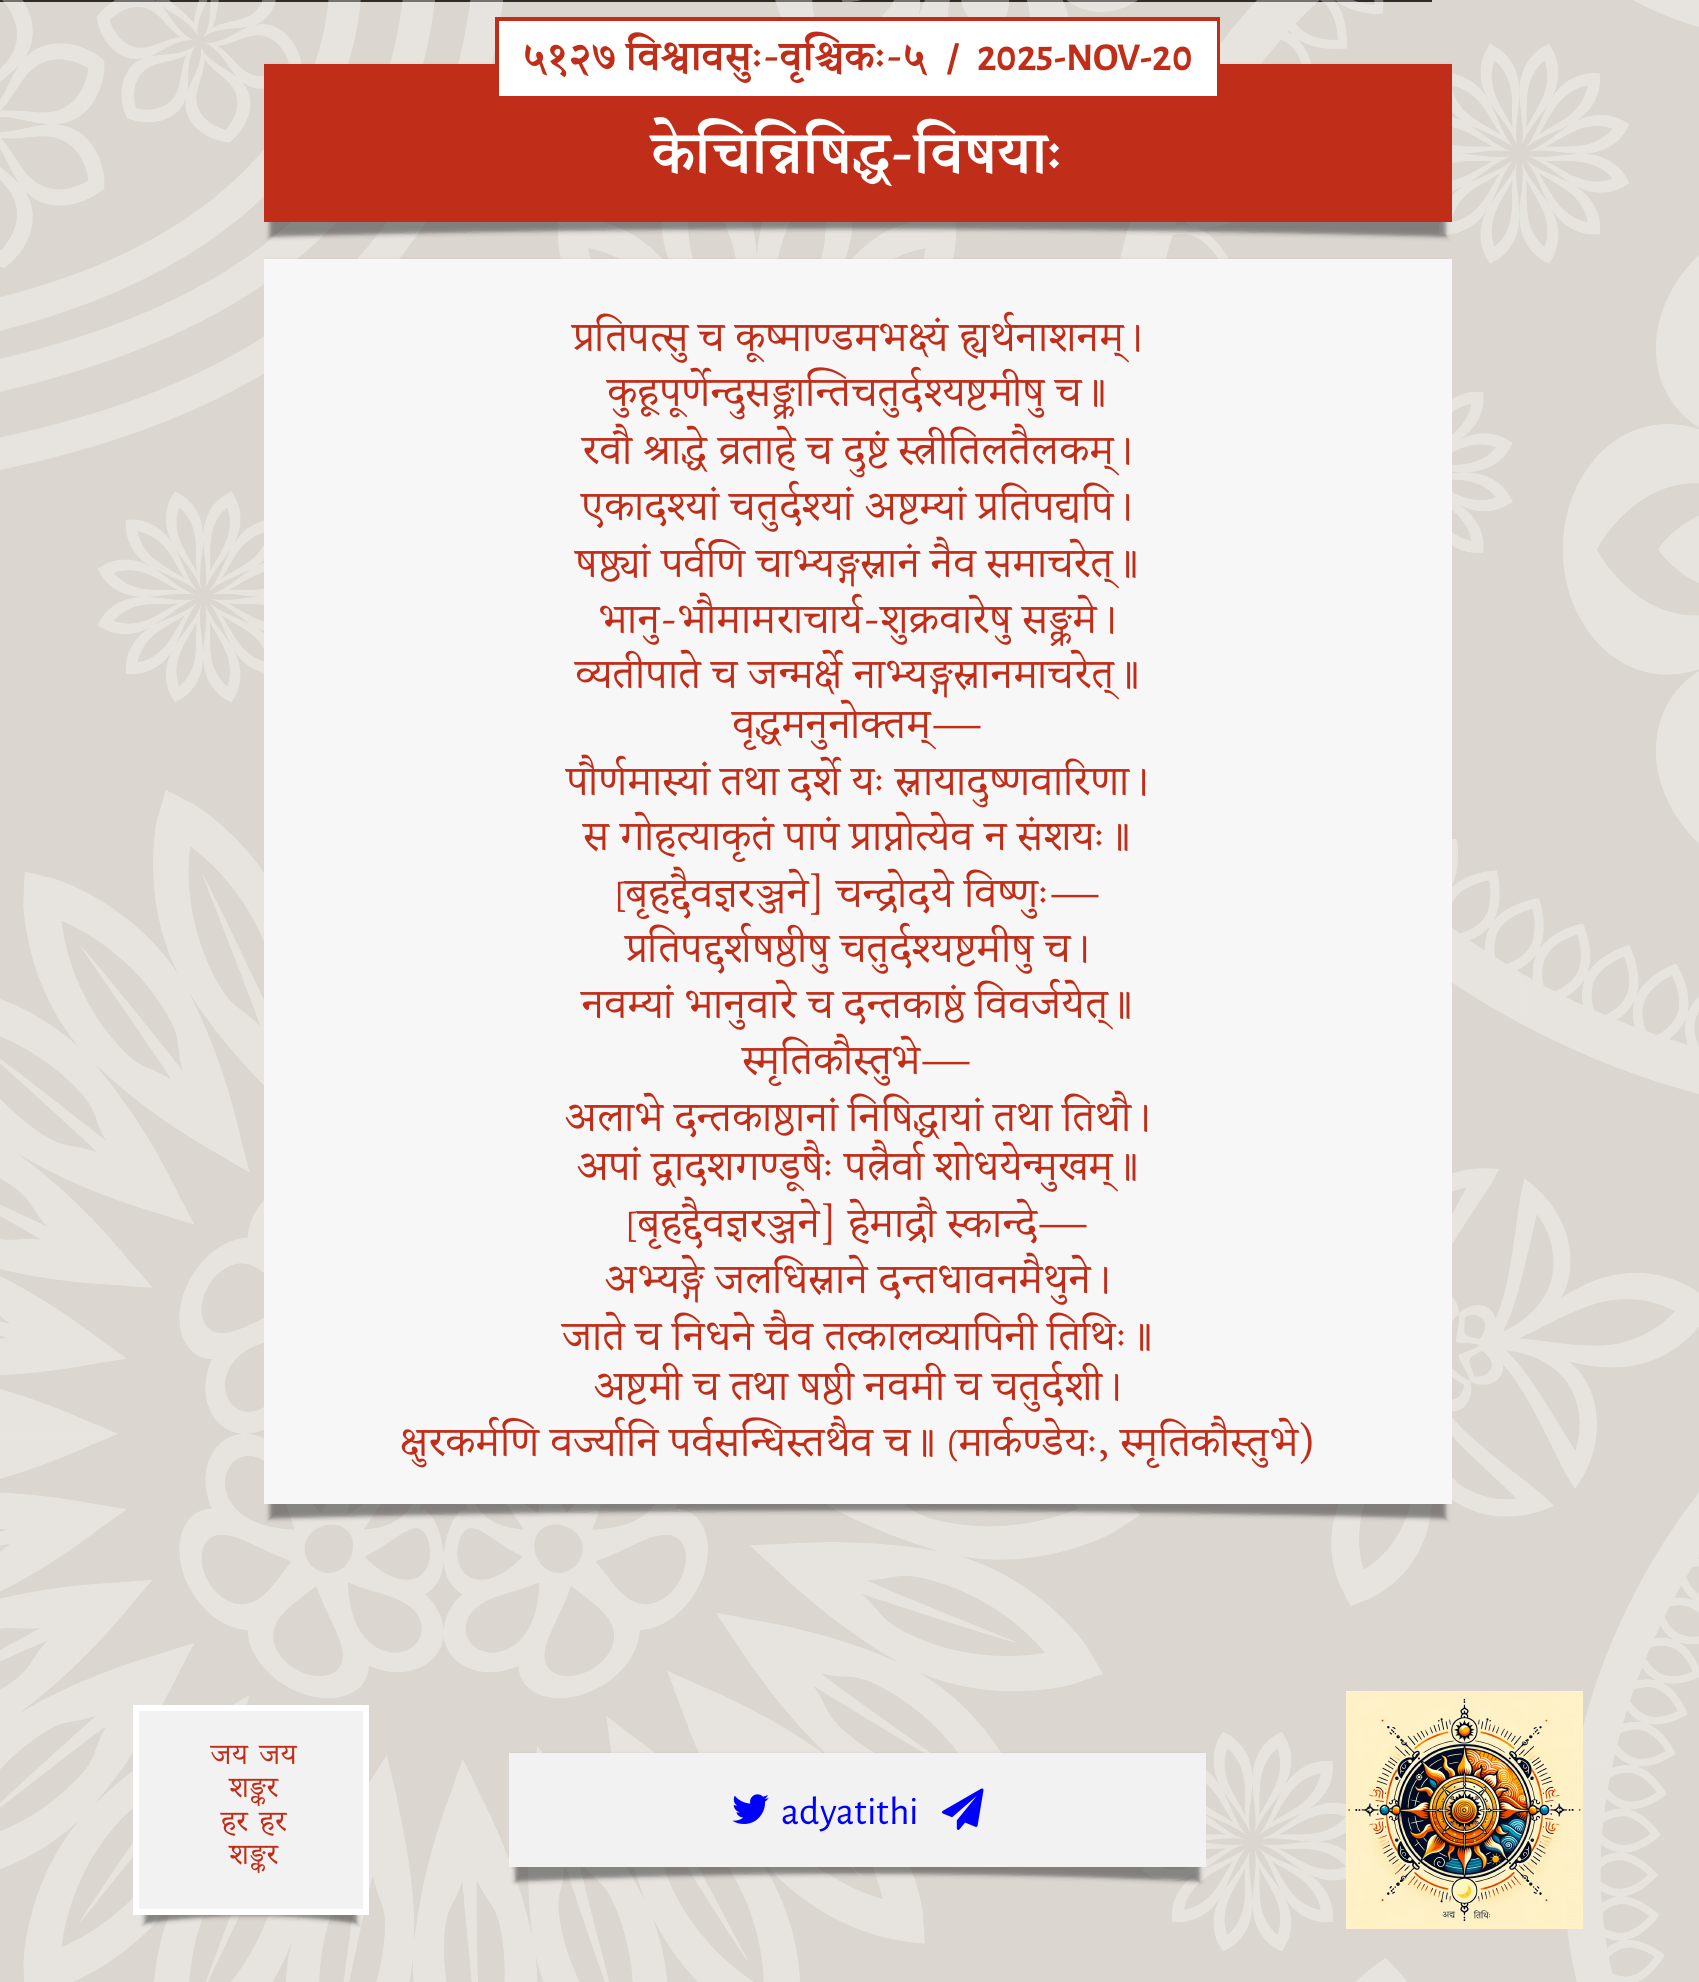 ५१२७ विश्वावसुः-वृश्चिकः-५ / 2025-NOV-20
केचिन्निषिद्ध-विषयाः
प्रतिपत्सु च कूष्माण्डमभक्ष्यं ह्यर्थनाशनम्।
कुहूपूर्णेन्दुसङ्क्रान्तिचतुर्दश्यष्टमीषु च॥
रवौ श्राद्धे व्रताहे च दुष्टं स्त्रीतिलतैलकम्।
एकादश्यां चतुर्दश्यां अष्टम्यां प्रतिपद्यपि।
षष्ठ्यां पर्वणि चाभ्यङ्गस्नानं नैव समाचरेत्॥
भानु-भौमामराचार्य-शुक्रवारेषु सङ्क्रमे।
व्यतीपाते च जन्मर्क्षे नाभ्यङ्गस्नानमाचरेत्॥
वृद्धमनुनोक्तम्—
पौर्णमास्यां तथा दर्शे यः स्नायादुष्णवारिणा।
स गोहत्याकृतं पापं प्राप्नोत्येव न संशयः॥
[बृहद्दैवज्ञरञ्जने] चन्द्रोदये विष्णुः—
प्रतिपद्दर्शषष्ठीषु चतुर्दश्यष्टमीषु च।
नवम्यां भानुवारे च दन्तकाष्ठं विवर्जयेत्॥
स्मृतिकौस्तुभे—
अलाभे दन्तकाष्ठानां निषिद्धायां तथा तिथौ।
अपां द्वादशगण्डूषैः पत्रैर्वा शोधयेन्मुखम्॥
[बृहद्दैवज्ञरञ्जने] हेमाद्रौ स्कान्दे—
अभ्यङ्गे जलधिस्नाने दन्तधावनमैथुने।
जाते च निधने चैव तत्कालव्यापिनी तिथिः॥
अष्टमी च तथा षष्ठी नवमी च चतुर्दशी।
क्षुरकर्मणि वर्ज्यानि पर्वसन्धिस्तथैव च॥ (मार्कण्डेयः, स्मृतिकौस्तुभे)
जय जय
शङ्कर
हर हर
शङ्कर
adyatithi
अद्य तिथिः